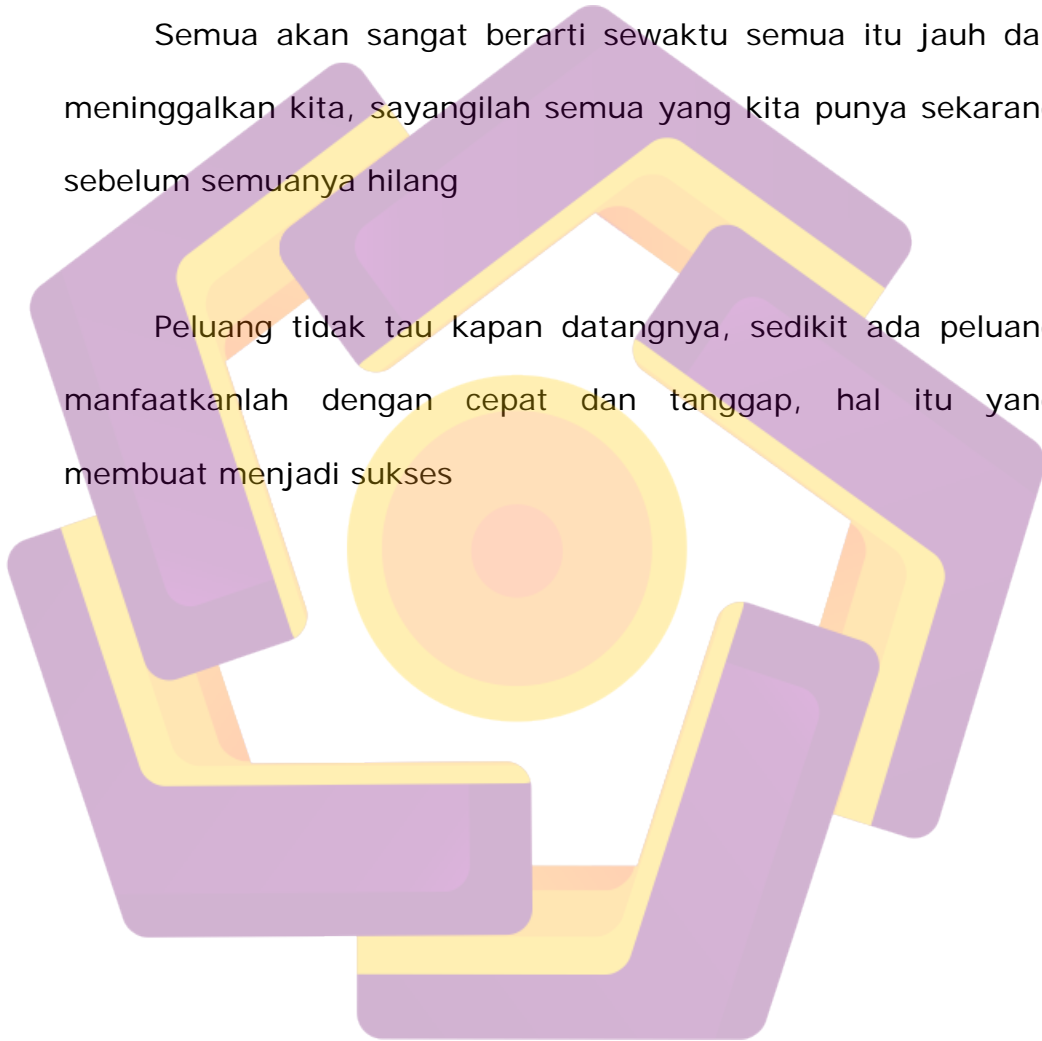 Semua akan sangat berarti sewaktu semua itu jauh da
meninggalkan kita, sayangilah semua yang kita punya sekaran
sebelum semuanya hilang
Peluang tidak tau kapan datangnya, sedikit ada peluan
manfaatkanlah dengan cepat dan tanggap, hal itu yan
membuat menjadi sukses